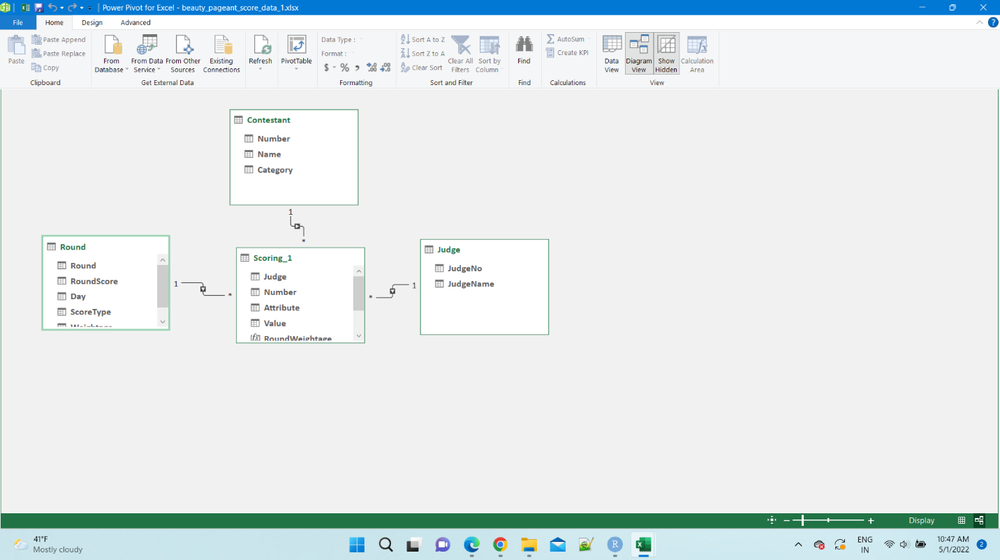 Power Pivot for Excel - beauty_pageant_score_data_1.xlsx
File Home Design Advanced
Paste
Paste Append
Paste Replace
Copy
Clipboard
From Database
From Data Service
From Other Sources
Existing Connections
Get External Data
Refresh
PivotTable
Data Type :
Format :
$ % ,
Formatting
Sort A to Z
Sort Z to A
Clear Sort
Clear All Filters
Sort by Column
Sort and Filter
Find
Find
AutoSum
Create KPI
Calculations
Data View
Diagram View
Show Hidden
Calculation Area
View
Contestant
Number
Name
Category
1
*
Round
Round
RoundScore
Day
ScoreType
Weightage
1
*
Scoring_1
Judge
Number
Attribute
Value
RoundWeightage
*
1
Judge
JudgeNo
JudgeName
Display
41°F
Mostly cloudy
ENG
IN
10:47 AM
5/1/2022
2